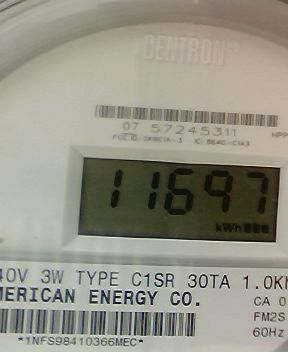 CENTRON®
07 57245311
11697
kWh
40V 3W TYPE C1SR 30TA 1.0Kh
MERICAN ENERGY CO.
CA 0
FM2S
60Hz
*1NFS98410366MEC*